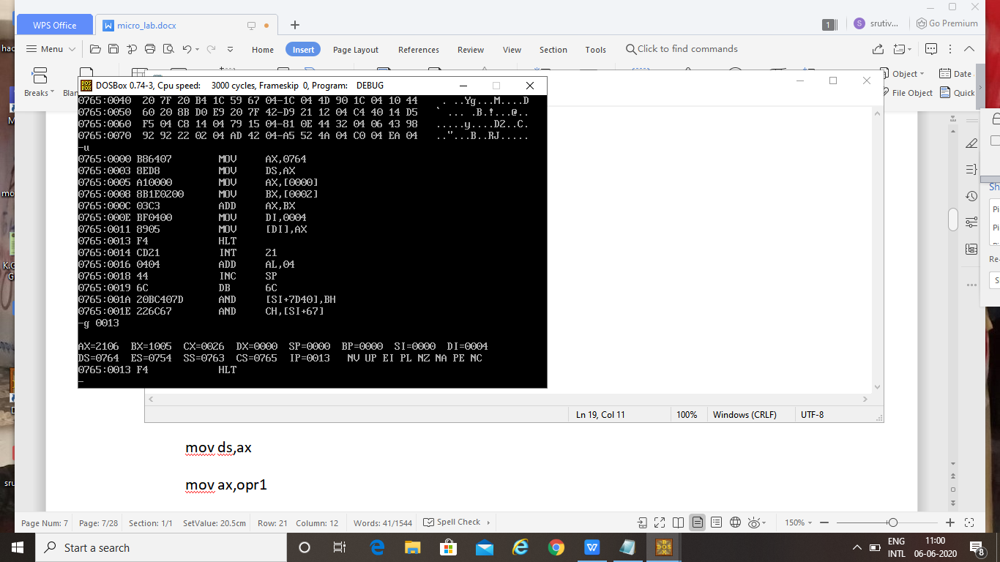 WPS Office
micro_lab.docx
1
S
srutiv...
Go Premium
Menu
Home
Insert
Page Layout
References
Review
View
Section
Tools
Click to find commands
Breaks
Object
Date
File Object
Quick
DOSBox 0.74-3, Cpu speed: 3000 cycles, Frameskip 0, Program: DEBUG
0765:0040 20 7F 20 B4 1C 59 67 04-1C 04 4D 90 1C 04 10 44 . ..Yg...M....D
0765:0050 60 20 8B D0 E9 20 7F 42-D9 21 12 04 C4 40 14 D5 ` ... .B.!...@..
0765:0060 F5 04 C8 14 04 79 15 04-81 0E 44 32 04 06 43 98 .....y....D2..C.
0765:0070 92 92 22 02 04 AD 42 04-A5 52 4A 04 C0 04 EA 04 .."...B..RJ.....
-u
0765:0000 B86407 MOV AX,0764
0765:0003 8ED8 MOV DS,AX
0765:0005 A10000 MOV AX,[0000]
0765:0008 8B1E0200 MOV BX,[0002]
0765:000C 03C3 ADD AX,BX
0765:000E BF0400 MOV DI,0004
0765:0011 8905 MOV [DI],AX
0765:0013 F4 HLT
0765:0014 CD21 INT 21
0765:0016 0404 ADD AL,04
0765:0018 44 INC SP
0765:0019 6C DB 6C
0765:001A 20BC407D AND [SI+7D40],BH
0765:001E 226C67 AND CH,[SI+67]
-g 0013
AX=2106 BX=1005 CX=0026 DX=0000 SP=0000 BP=0000 SI=0000 DI=0004
DS=0764 ES=0754 SS=0763 CS=0765 IP=0013 NV UP EI PL NZ NA PE NC
0765:0013 F4 HLT
-
Ln 19, Col 11
100%
Windows (CRLF)
UTF-8
mov ds,ax
mov ax,opr1
Page Num: 7
Page: 7/28
Section: 1/1
SetValue: 20.5cm
Row: 21
Column: 12
Words: 41/1544
Spell Check
150%
Start a search
ENG
INTL
11:00
06-06-2020
8